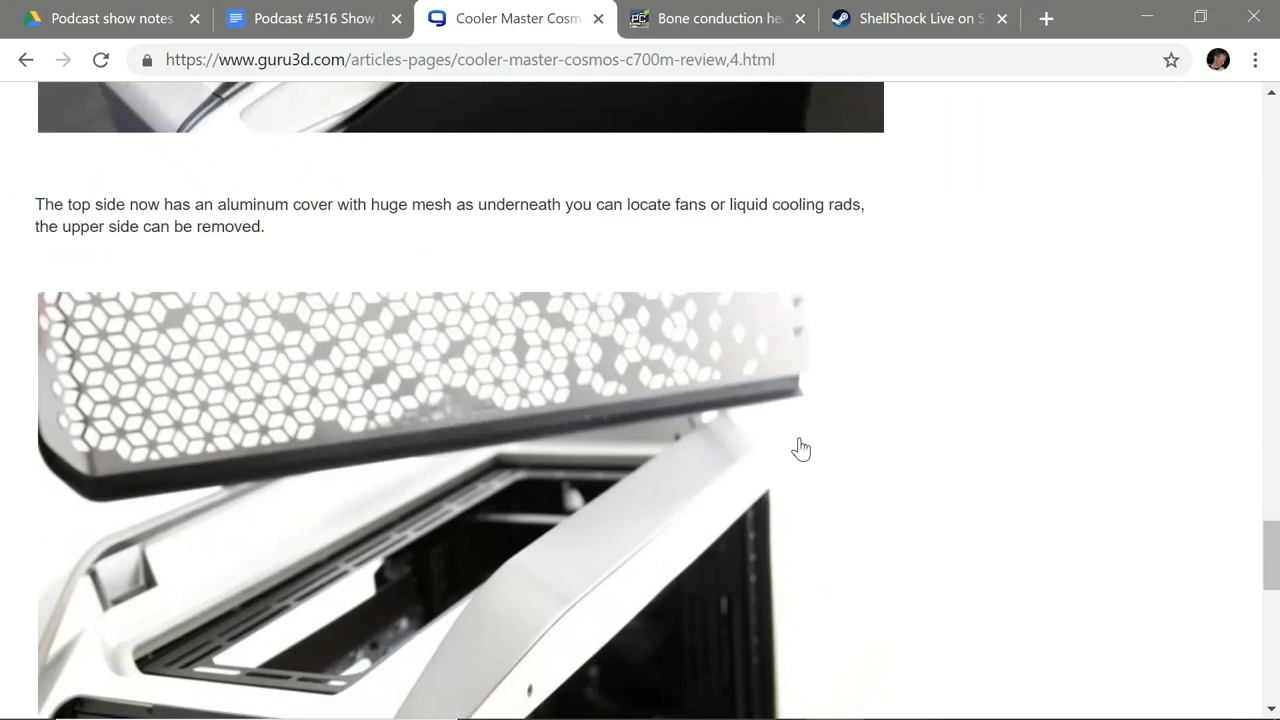 Podcast show notes
Podcast #516 Show
Cooler Master Cosm
Bone conduction he
ShellShock Live on S
https://www.guru3d.com/articles-pages/cooler-master-cosmos-c700m-review,4.html
The top side now has an aluminum cover with huge mesh as underneath you can locate fans or liquid cooling rads,
the upper side can be removed.